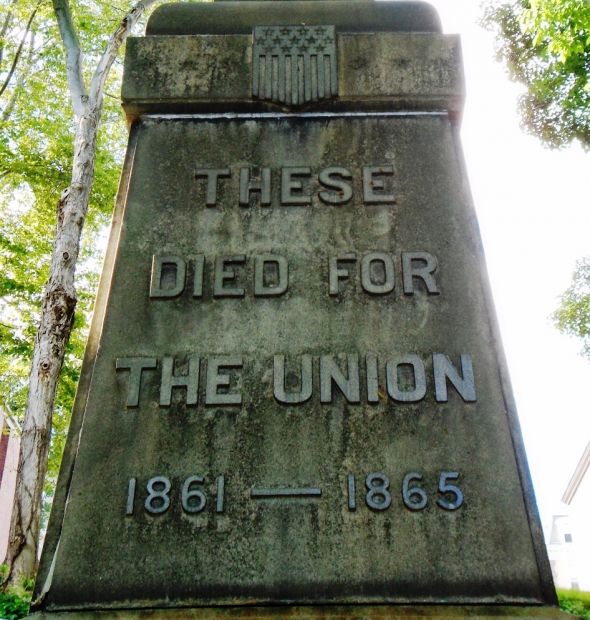 THESE
DIED FOR
THE UNION
1861 — 1865